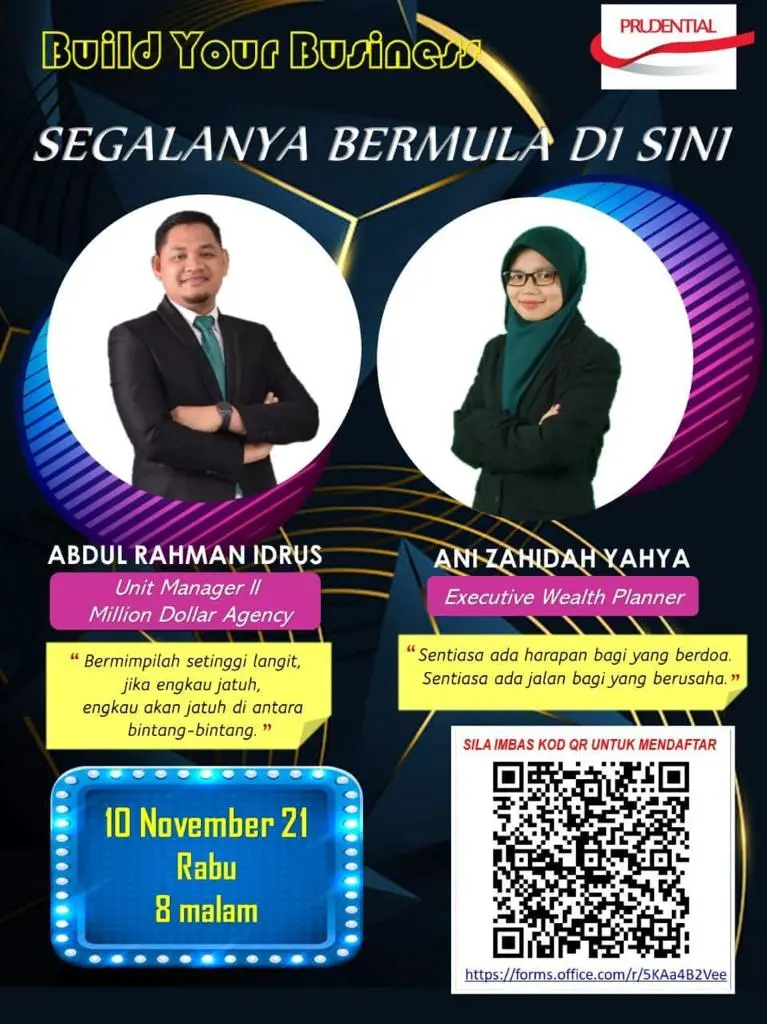 Build Your Business
PRUDENTIAL
SEGALANYA BERMULA DI SINI
ABDUL RAHMAN IDRUS
Unit Manager II
Million Dollar Agency
“ Bermimpilah setinggi langit,
jika engkau jatuh,
engkau akan jatuh di antara
bintang-bintang. ”
ANI ZAHIDAH YAHYA
Executive Wealth Planner
“ Sentiasa ada harapan bagi yang berdoa.
Sentiasa ada jalan bagi yang berusaha. ”
10 November 21
Rabu
8 malam
SILA IMBAS KOD QR UNTUK MENDAFTAR
https://forms.office.com/r/5KAa4B2Vee